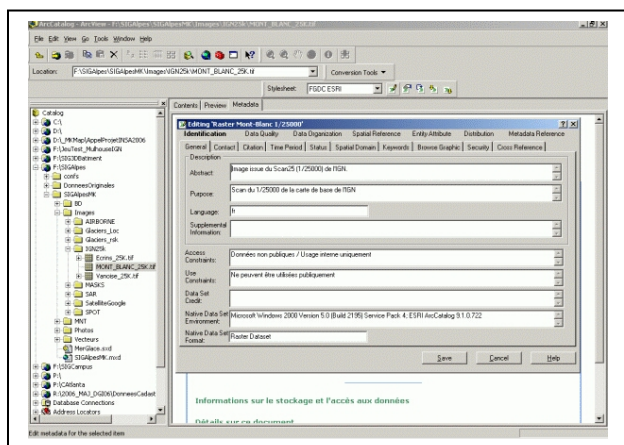 ArcCatalog - ArcView - F:\SIGAlpes\SIGAlpesMK\Images\IGN25k\MONT_BLANC_25K.tif
File Edit View Go Tools Window Help
Location: F:\SIGAlpes\SIGAlpesMK\Images\IGN25k\MONT_BLANC_25K.tif Conversion Tools
Stylesheet: FGDC ESRI
Contents Preview Metadata
Catalog
C:\
D:\
D:\_MKMap\AppelProjetINSA2006
F:\JeuTest_MulhouseIGN
F:\SIG3DBatiment
F:\SIGAlpes
confs
DonneesOriginales
SIGAlpesMK
BD
Images
AIRBORNE
Glaciers_Loc
Glaciers_rsk
IGN25k
Ecrins_25K.tif
MONT_BLANC_25K.tif
Vanoise_25K.tif
MASKS
SAR
SatelliteGoogle
SPOT
MNT
Photos
Vecteurs
MerGlace.sxd
SIGAlpesMK.mxd
F:\SIGCampus
P:\
F:\CAtlanta
R:\2006_MAJ_DGI06\DonneesCadast
Database Connections
Address Locators
Editing 'Raster Mont-Blanc 1/25000'
Identification Data Quality Data Organization Spatial Reference Entity Attribute Distribution Metadata Reference
General Contact Citation Time Period Status Spatial Domain Keywords Browse Graphic Security Cross Reference
Description
Abstract: Image issue du Scan25 (1/25000) de l'IGN.
Purpose: Scan du 1/25000 de la carte de base de l'IGN
Language: fr
Supplemental Information:
Access Constraints: Données non publiques / Usage interne uniquement
Use Constraints: Ne peuvent être utilisées publiquement
Data Set Credit:
Native Data Set Environment: Microsoft Windows 2000 Version 5.0 (Build 2195) Service Pack 4; ESRI ArcCatalog 9.1.0.722
Native Data Set Format: Raster Dataset
Save Cancel Help
Informations sur le stockage et l'accès aux données
Détails sur ce document
Edit metadata for the selected item